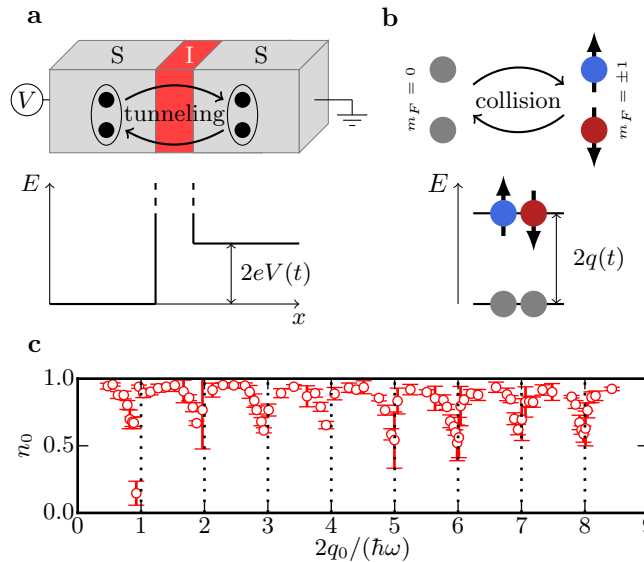 a
S I S
V
tunneling
E
2eV(t)
x
b
m_F = 0
collision
m_F = ±1
E
2q(t)
c
1.0
0.5
0.0
n_0
0 1 2 3 4 5 6 7 8 9
2q_0/(ħω)